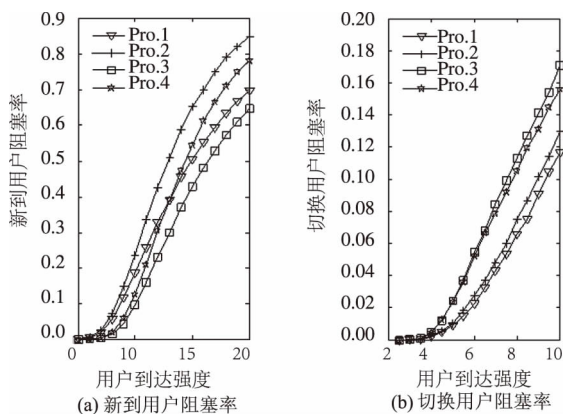 0.9
0.8
0.7
0.6
0.5
0.4
0.3
0.2
0.1
0.0
新到用户阻塞率
Pro.1
Pro.2
Pro.3
Pro.4
0
10
15
20
用户到达强度
(a) 新到用户阻塞率
0.20
0.18
0.16
0.14
0.12
0.10
0.08
0.06
0.04
0.02
0.00
切换用户阻塞率
Pro.1
Pro.2
Pro.3
Pro.4
2
4
6
8
10
用户到达强度
(b) 切换用户阻塞率